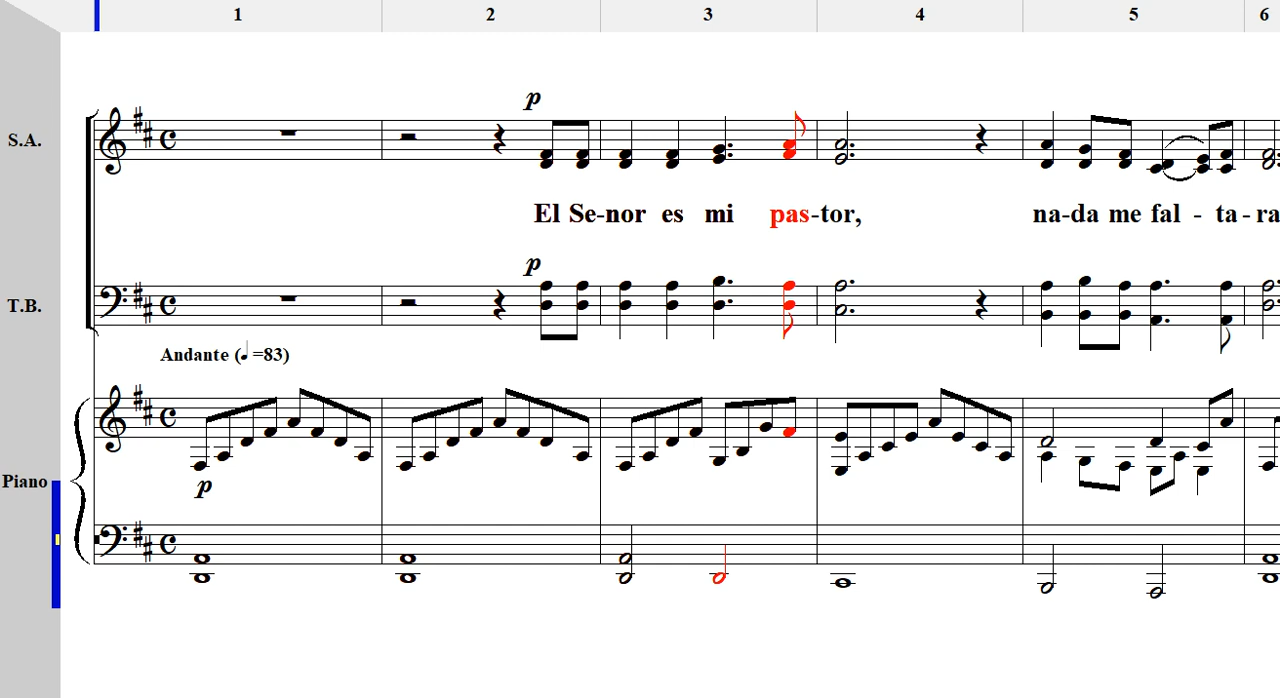 1 2 3 4 5 6
p
S.A.
El Se-nor es mi pas-tor, na-da me fal - ta-ra
p
T.B.
Andante (♩=83)
Piano
p